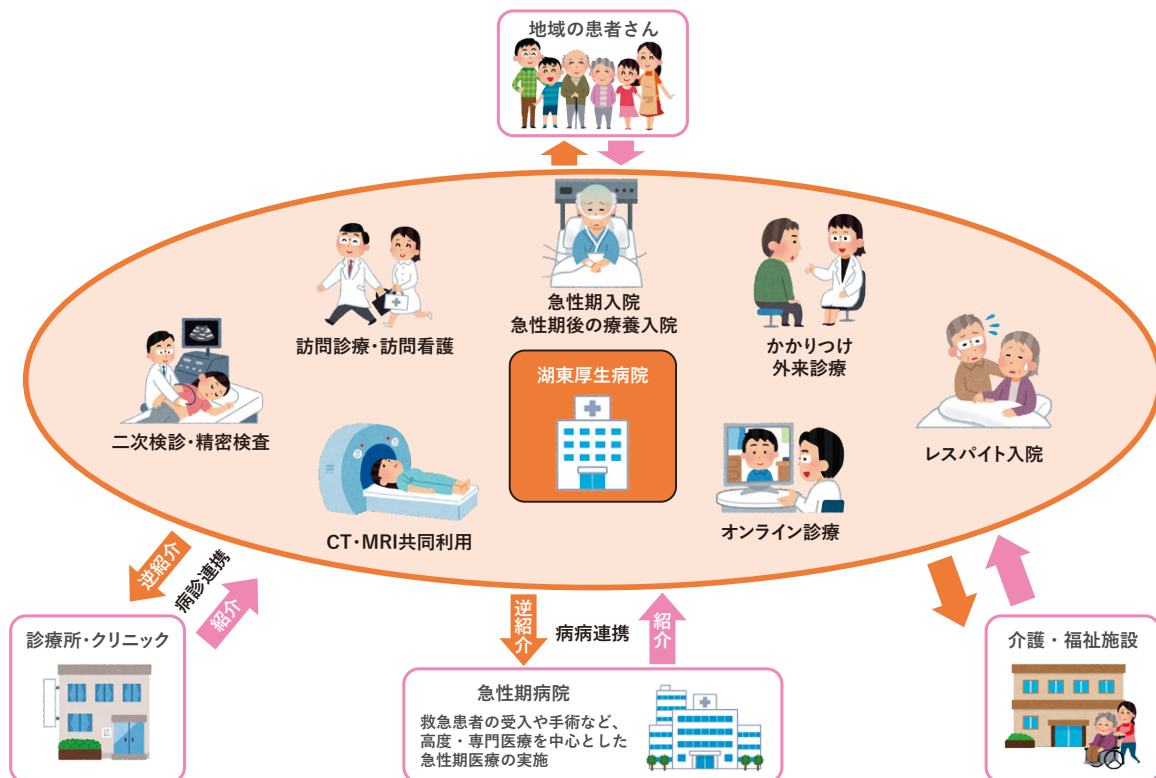 地域の患者さん
急性期入院
急性期後の療養入院
訪問診療・訪問看護
かかりつけ
外来診療
湖東厚生病院
二次検診・精密検査
レスパイト入院
CT・MRI共同利用
オンライン診療
逆紹介
病診連携
紹介
逆紹介
病病連携
紹介
診療所・クリニック
急性期病院
救急患者の受入や手術など、
高度・専門医療を中心とした
急性期医療の実施
介護・福祉施設